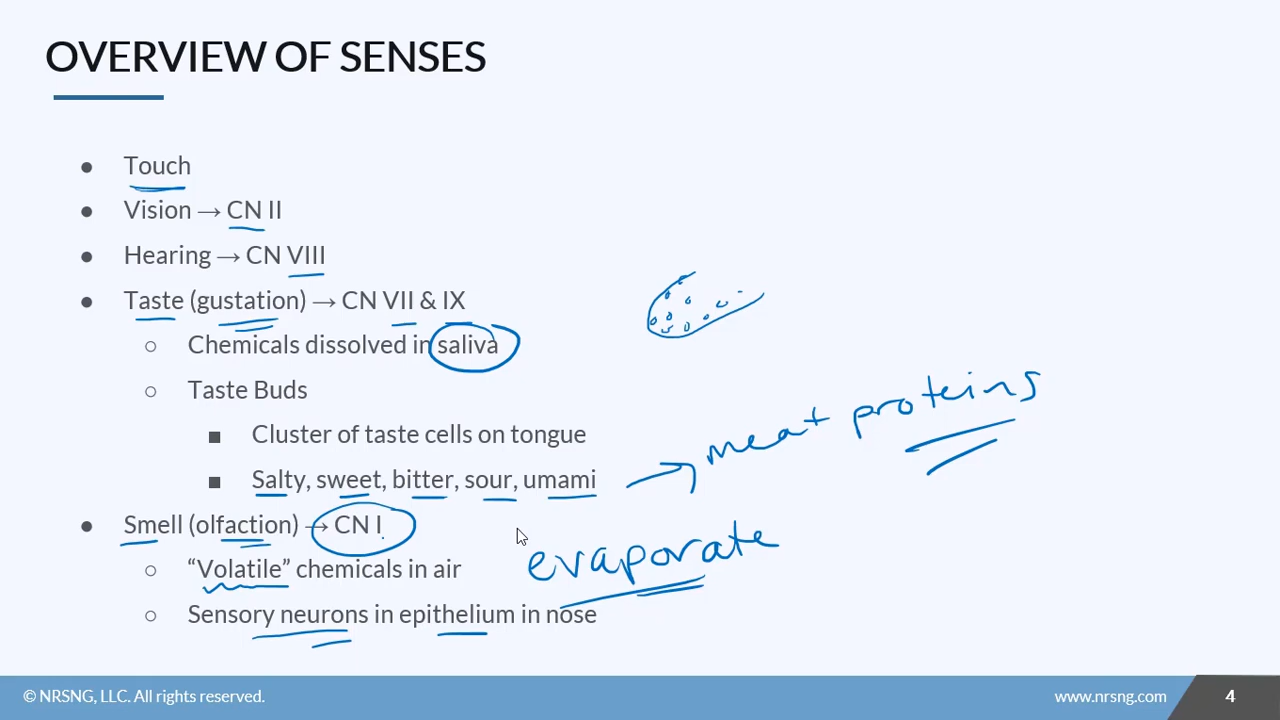 OVERVIEW OF SENSES
● Touch
● Vision → CN II
● Hearing → CN VIII
● Taste (gustation) → CN VII & IX
○ Chemicals dissolved in saliva
○ Taste Buds
■ Cluster of taste cells on tongue
■ Salty, sweet, bitter, sour, umami → meat proteins
● Smell (olfaction) → CN I
○ “Volatile” chemicals in air evaporate
○ Sensory neurons in epithelium in nose
© NRSNG, LLC. All rights reserved. www.nrsng.com 4